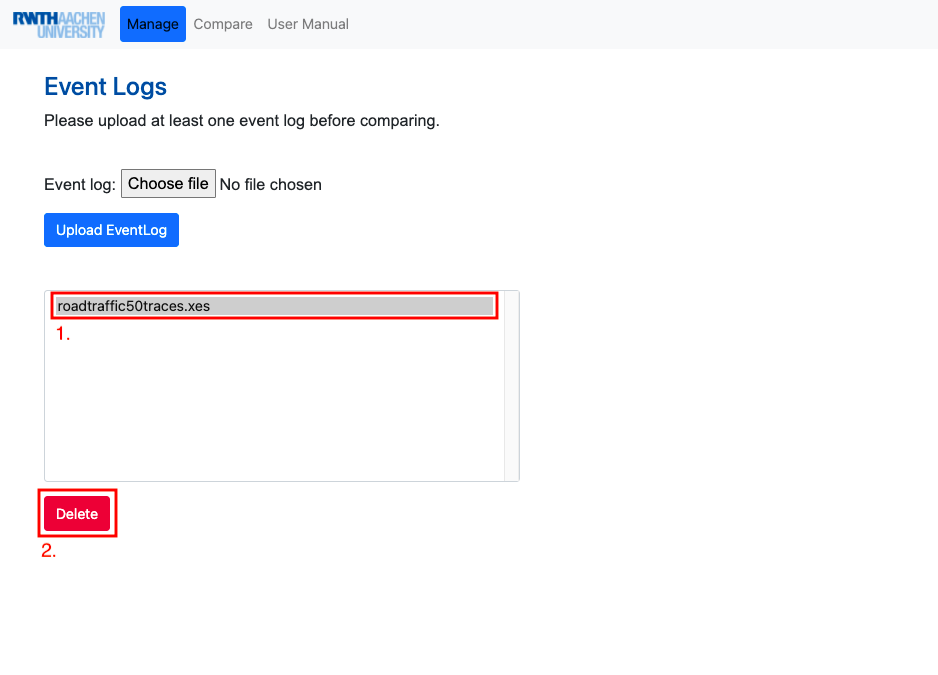 RWTHAACHEN
UNIVERSITY
Manage Compare User Manual
Event Logs
Please upload at least one event log before comparing.
Event log: Choose file No file chosen
Upload EventLog
roadtraffic50traces.xes
1.
Delete
2.